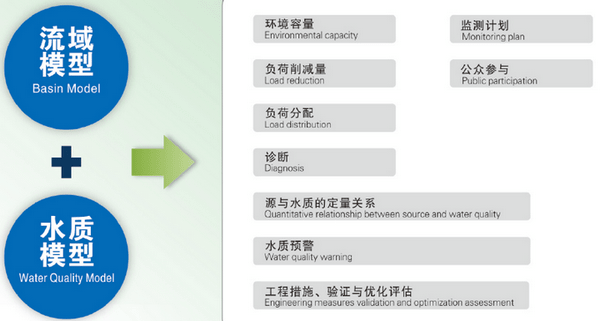 流域
模型
Basin Model
水质
模型
Water Quality Model
环境容量
Environmental capacity
监测计划
Monitoring plan
负荷削减量
Load reduction
公众参与
Public participation
负荷分配
Load distribution
诊断
Diagnosis
源与水质的定量关系
Quantitative relationship between source and water quality
水质预警
Water quality warning
工程措施、验证与优化评估
Engineering measures validation and optimization assessment